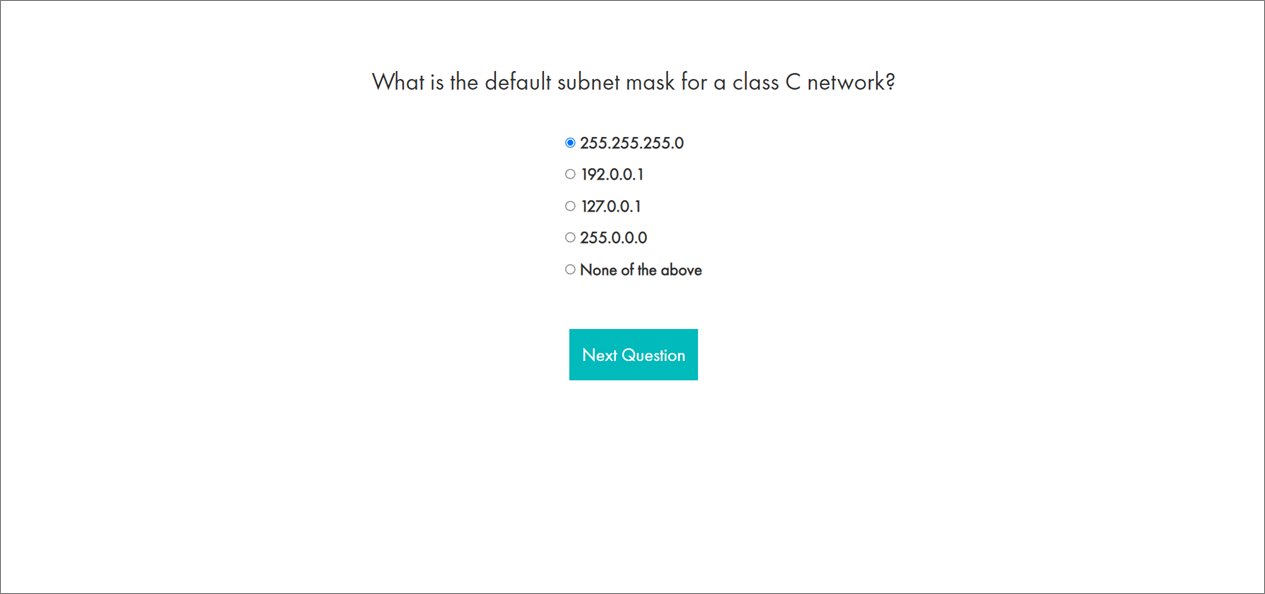 What is the default subnet mask for a class C network?
255.255.255.0
192.0.0.1
127.0.0.1
255.0.0.0
None of the above
Next Question